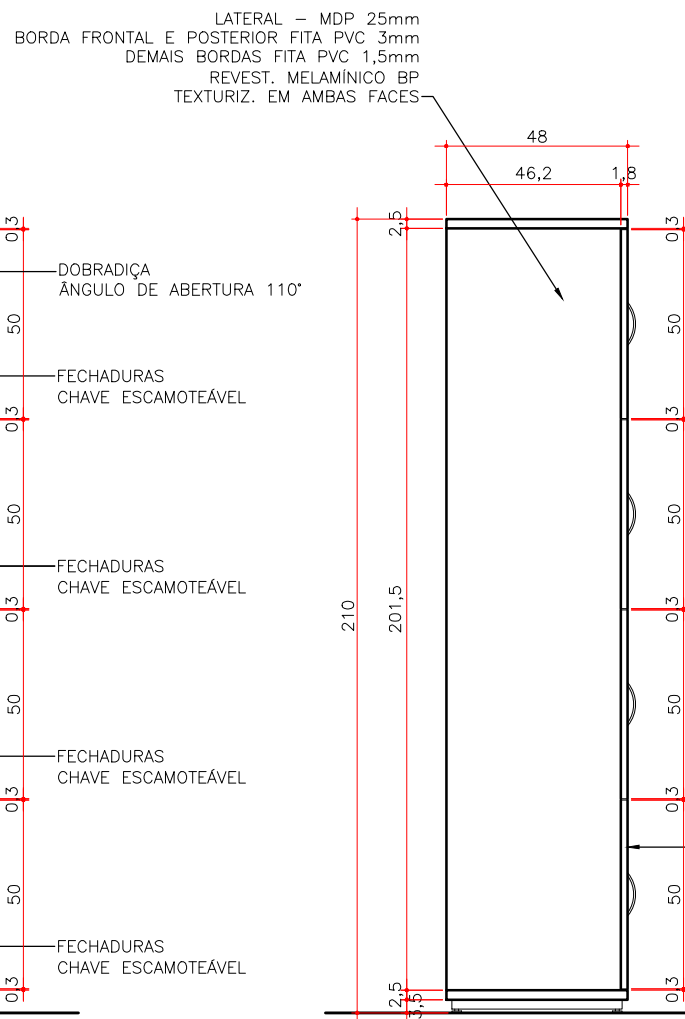 LATERAL – MDP 25mm
BORDA FRONTAL E POSTERIOR FITA PVC 3mm
DEMAIS BORDAS FITA PVC 1,5mm
REVEST. MELAMÍNICO BP
TEXTURIZ. EM AMBAS FACES
48
46,2 1,8
0,3 2,5 0,3
DOBRADIÇA
ÂNGULO DE ABERTURA 110°
50 50
FECHADURAS
CHAVE ESCAMOTEÁVEL
0,3 0,3
50 50
FECHADURAS
CHAVE ESCAMOTEÁVEL
0,3 210 201,5 0,3
50 50
FECHADURAS
CHAVE ESCAMOTEÁVEL
0,3 0,3
50 50
FECHADURAS
CHAVE ESCAMOTEÁVEL
0,3 2,5 0,3
3,5